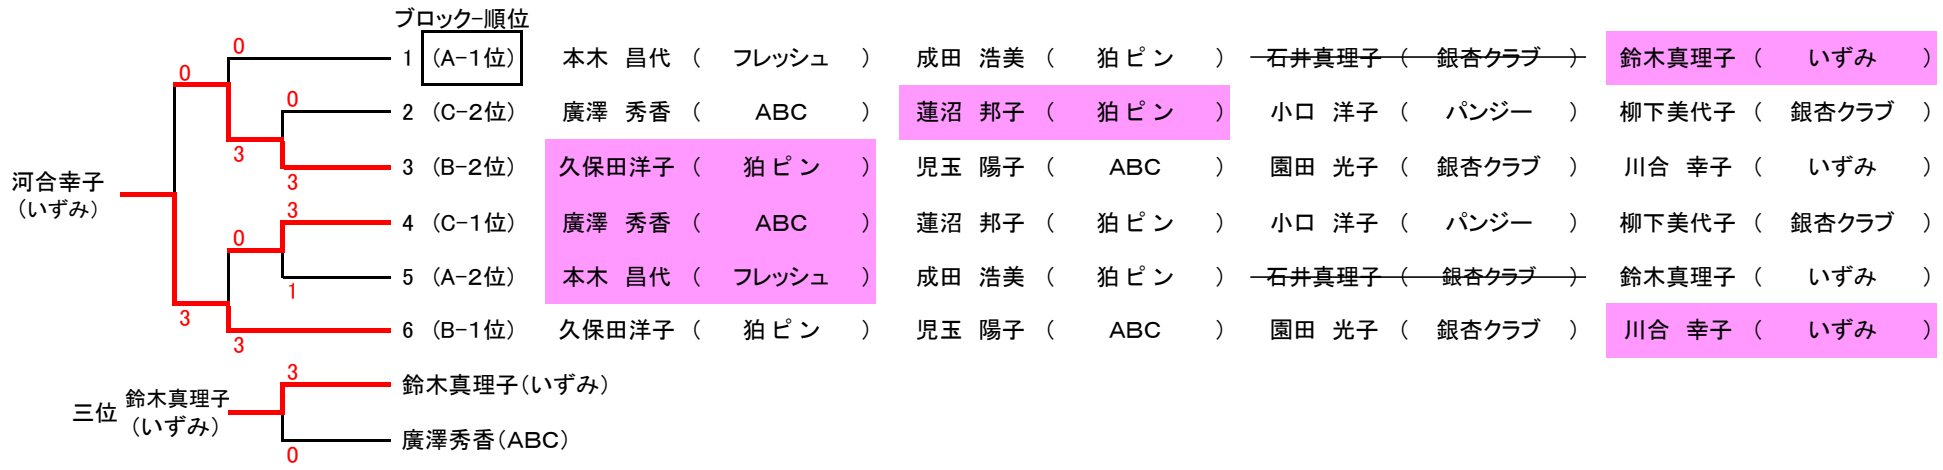 ブロック-順位
0 1 (A-1位) 本木 昌代 ( フレッシュ ) 成田 浩美 ( 狛ピン ) 石井真理子 ( 銀杏クラブ ) 鈴木真理子 ( いずみ )
0
0 2 (C-2位) 廣澤 秀香 ( ABC ) 蓮沼 邦子 ( 狛ピン ) 小口 洋子 ( パンジー ) 柳下美代子 ( 銀杏クラブ )
3
3 3 (B-2位) 久保田洋子 ( 狛ピン ) 児玉 陽子 ( ABC ) 園田 光子 ( 銀杏クラブ ) 川合 幸子 ( いずみ )
河合幸子
(いずみ)
3 4 (C-1位) 廣澤 秀香 ( ABC ) 蓮沼 邦子 ( 狛ピン ) 小口 洋子 ( パンジー ) 柳下美代子 ( 銀杏クラブ )
0
1 5 (A-2位) 本木 昌代 ( フレッシュ ) 成田 浩美 ( 狛ピン ) 石井真理子 ( 銀杏クラブ ) 鈴木真理子 ( いずみ )
3
3 6 (B-1位) 久保田洋子 ( 狛ピン ) 児玉 陽子 ( ABC ) 園田 光子 ( 銀杏クラブ ) 川合 幸子 ( いずみ )
3 鈴木真理子(いずみ)
三位 鈴木真理子
(いずみ)
0 廣澤秀香(ABC)